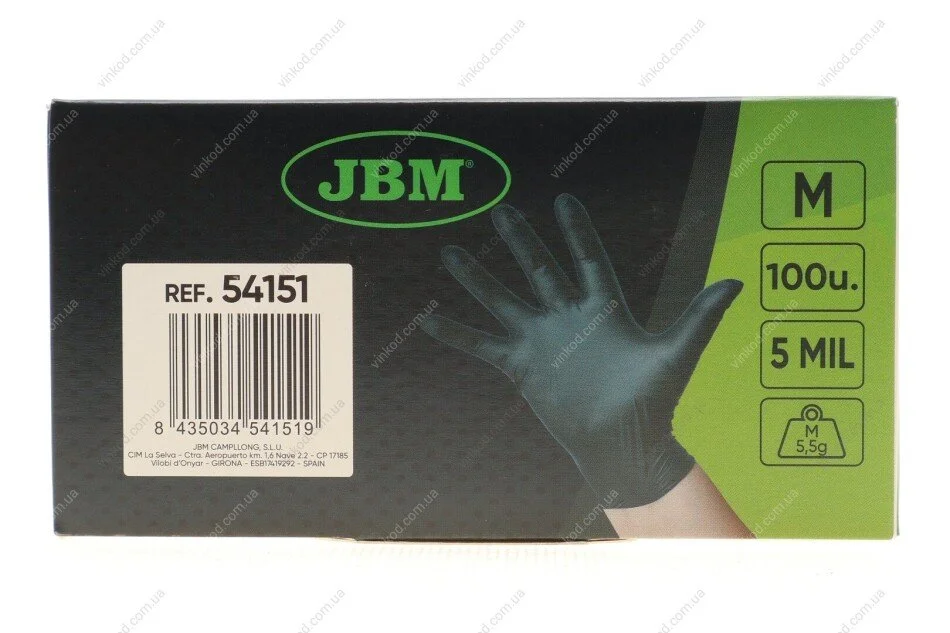 JBM®
M
100u.
5 MIL
M
5,5g
REF. 54151
8 435034 541519
JBM CAMPLLONG, S.L.U.
CIM La Selva - Ctra. Aeropuerto km. 1,6 Nave 2.2 - CP 17185
Vilobi d'Onyar - GIRONA - ESB17419292 - SPAIN
vinkod.com.ua